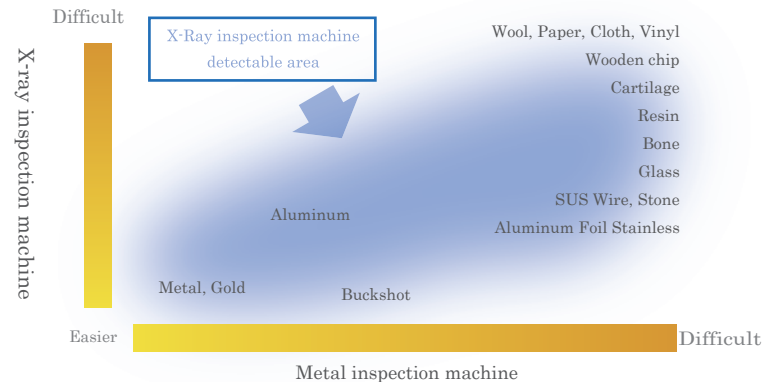 Difficult
X-Ray inspection machine
detectable area
Wool, Paper, Cloth, Vinyl
Wooden chip
Cartilage
Resin
Bone
Glass
SUS Wire, Stone
Aluminum Foil Stainless
X-ray inspection machine
Aluminum
Metal, Gold
Buckshot
Easier
Difficult
Metal inspection machine